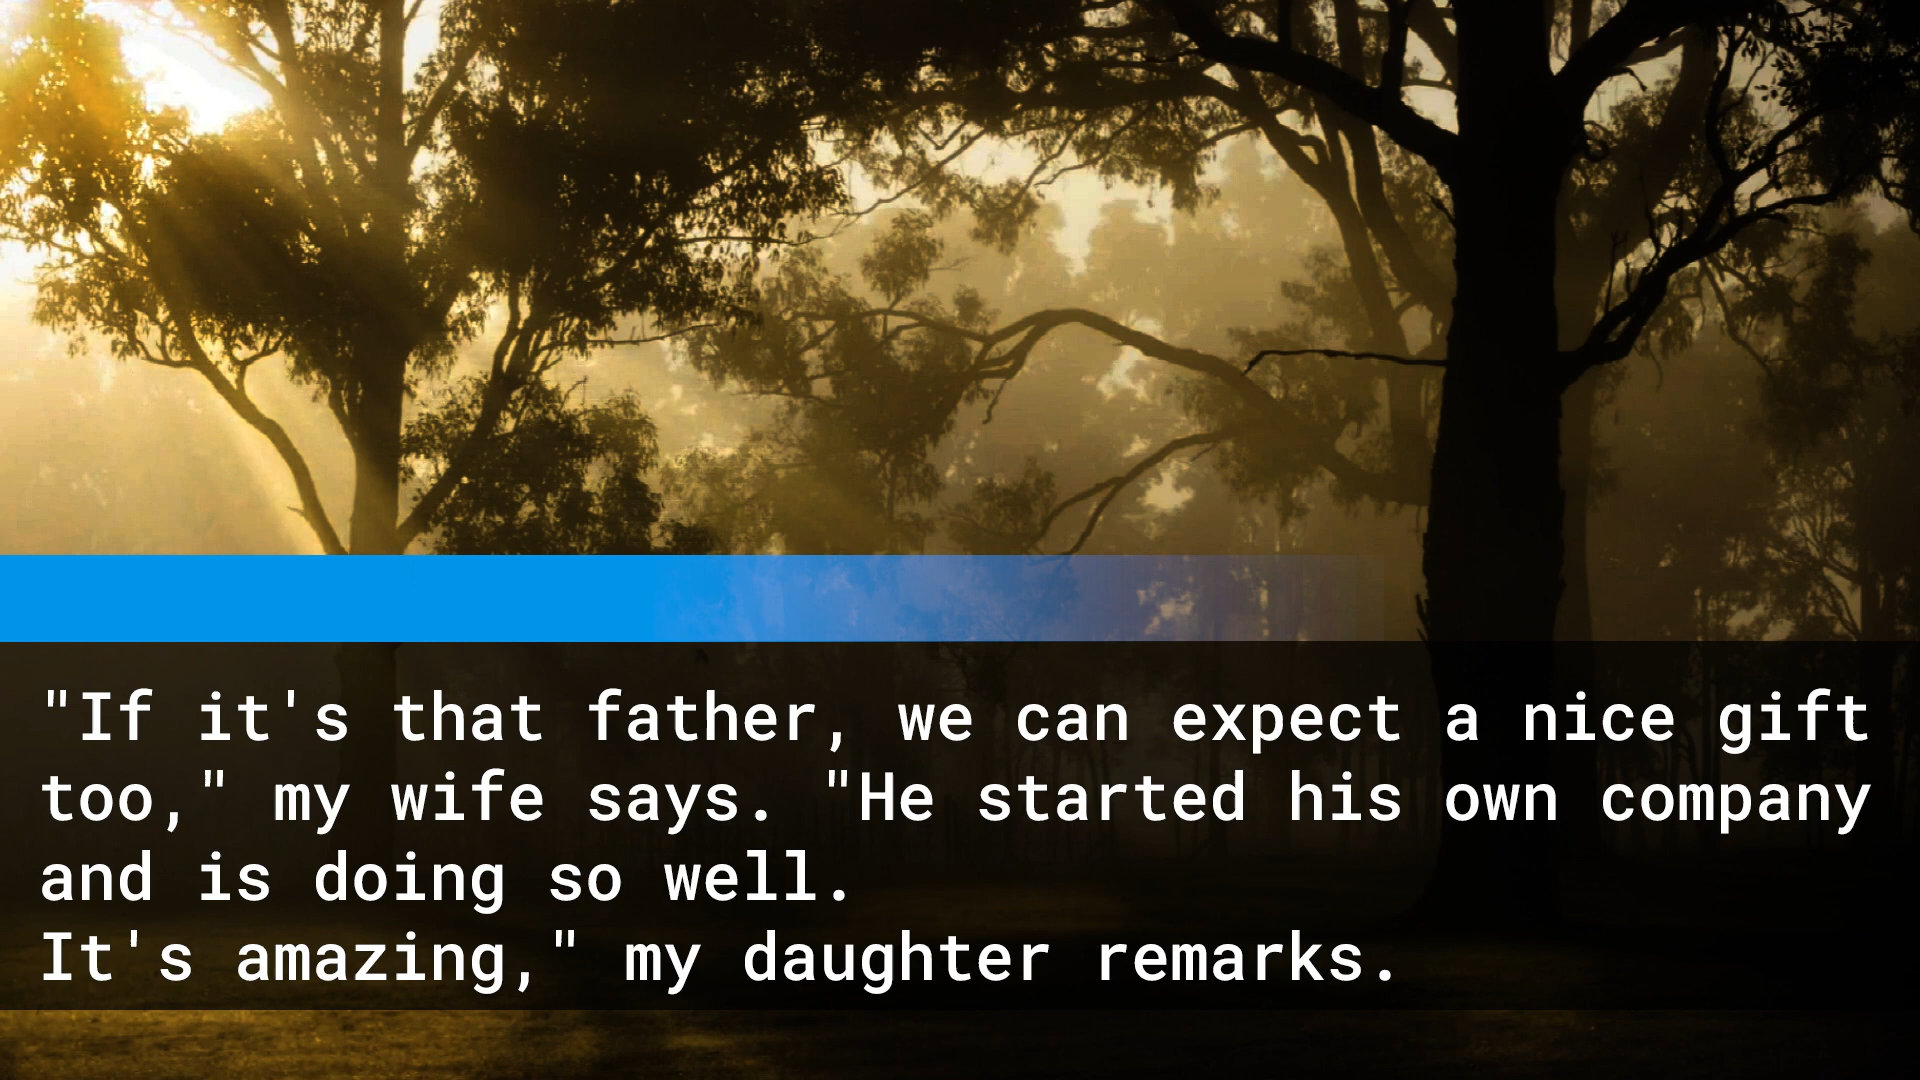 "If it's that father, we can expect a nice gift
too," my wife says. "He started his own company
and is doing so well.
It's amazing," my daughter remarks.